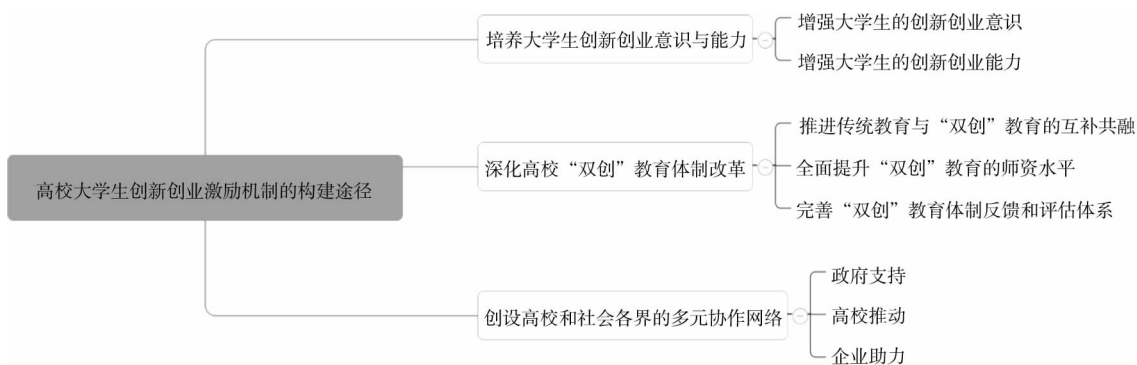 高校大学生创新创业激励机制的构建途径
培养大学生创新创业意识与能力
增强大学生的创新创业意识
增强大学生的创新创业能力
深化高校“双创”教育体制改革
推进传统教育与“双创”教育的互补共融
全面提升“双创”教育的师资水平
完善“双创”教育体制反馈和评估体系
创设高校和社会各界的多元协作网络
政府支持
高校推动
企业助力